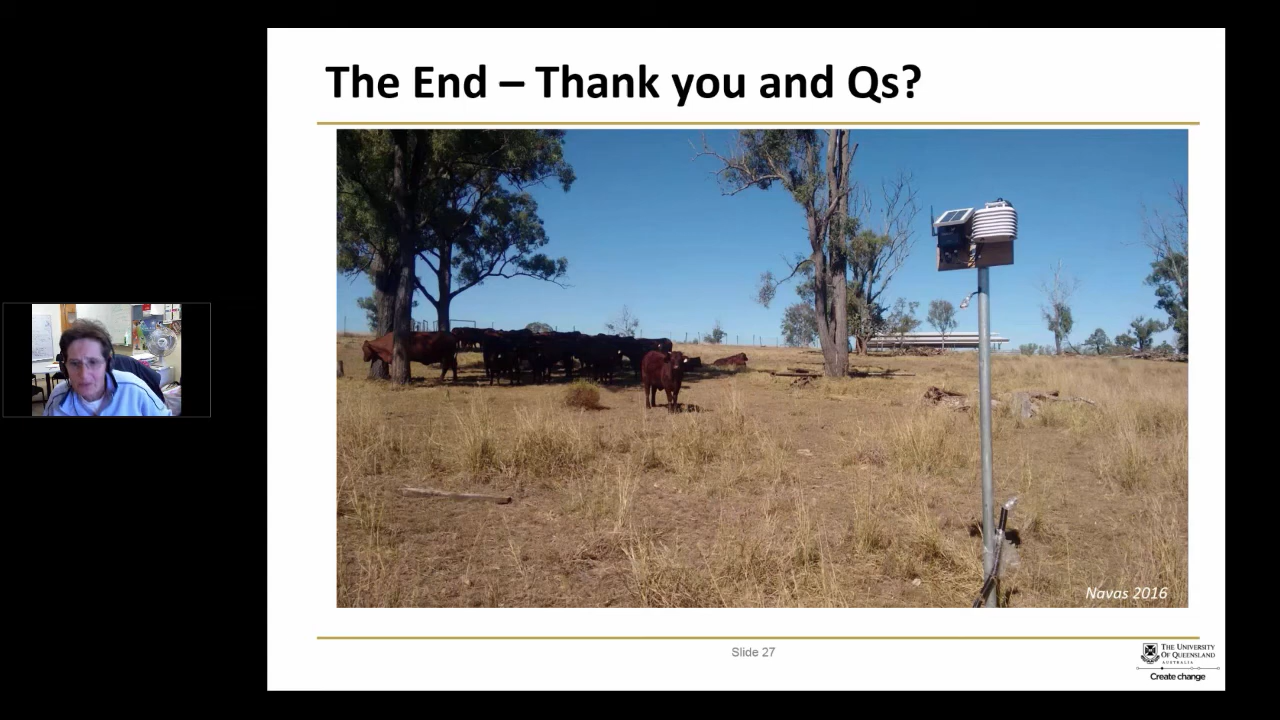 The End – Thank you and Qs?
Navas 2016
Slide 27
THE UNIVERSITY
OF QUEENSLAND
AUSTRALIA
Create change